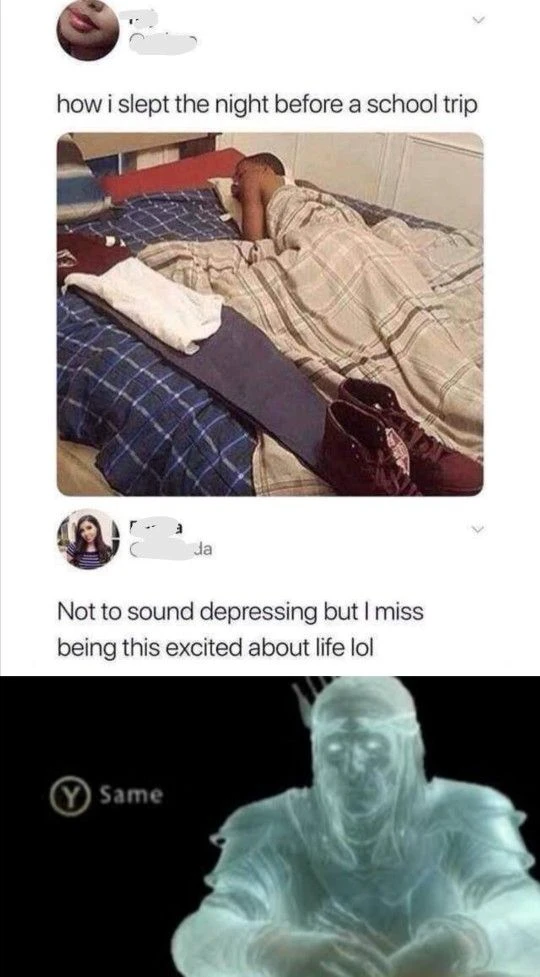 how i slept the night before a school trip
Not to sound depressing but I miss
being this excited about life lol
Y Same